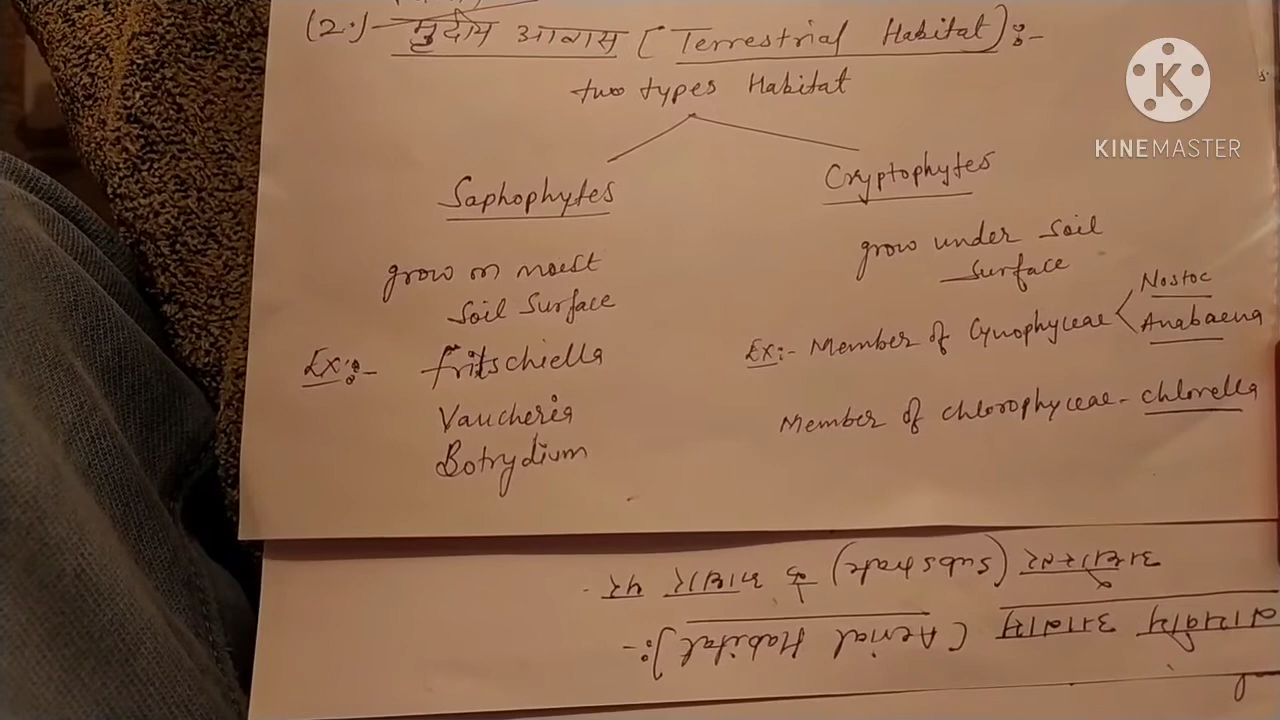 (2.) मृदीय आवास [Terrestrial Habitat]:-
two types Habitat
Saphophytes
grow on moist
Soil Surface
Ex:- fritschiella
Vaucheria
Botrydium
Cryptophytes
grow under soil
surface
Ex:- Member of Cynophyceae Nostoc
Anabaena
Member of chlorophyceae - chlorella
वायवीय आवास (Aerial Habitat]:-
अधःस्तर (substrate) के आधार पर -
K
KINEMASTER